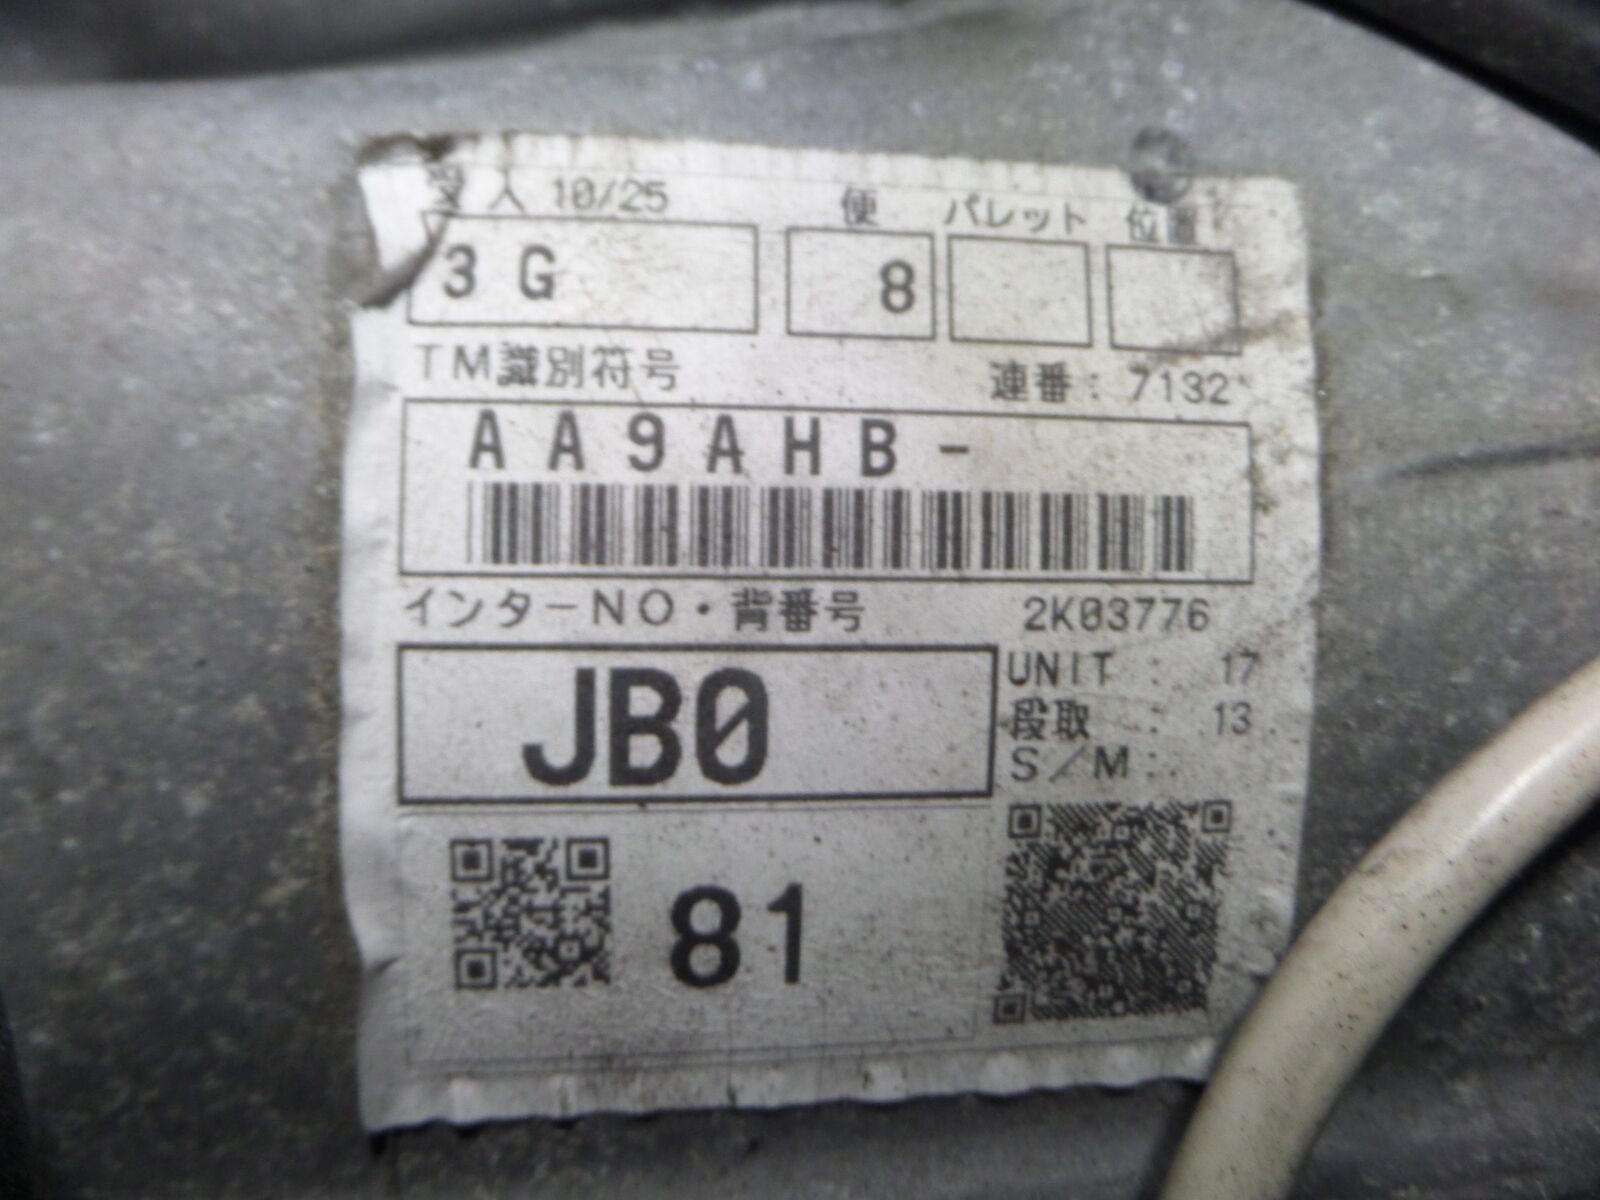 受入 10/25 便 パレット 位置
3 G 8
TM識別符号 連番: 7132
AA9AHB-
インターNO・背番号 2K03776
JB0
UNIT : 17
段取 : 13
S/M:
81